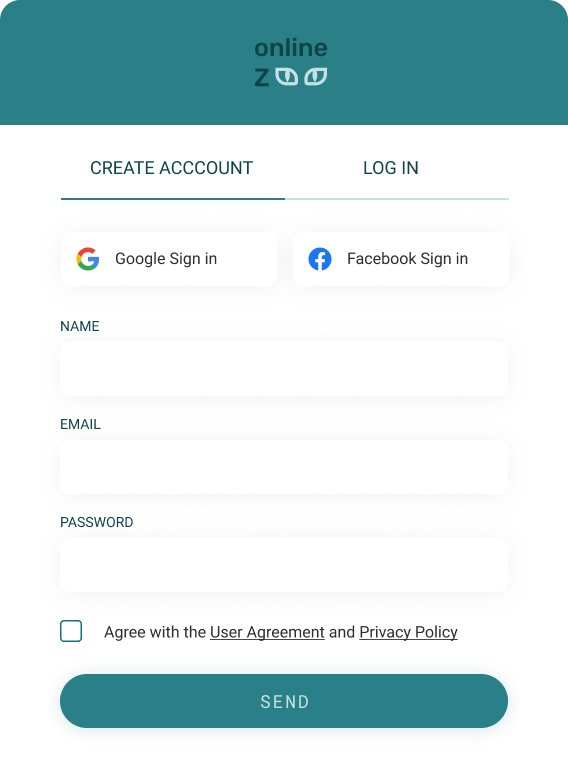 online
zoo
CREATE ACCCOUNT
LOG IN
Google Sign in
Facebook Sign in
NAME
EMAIL
PASSWORD
Agree with the User Agreement and Privacy Policy
SEND